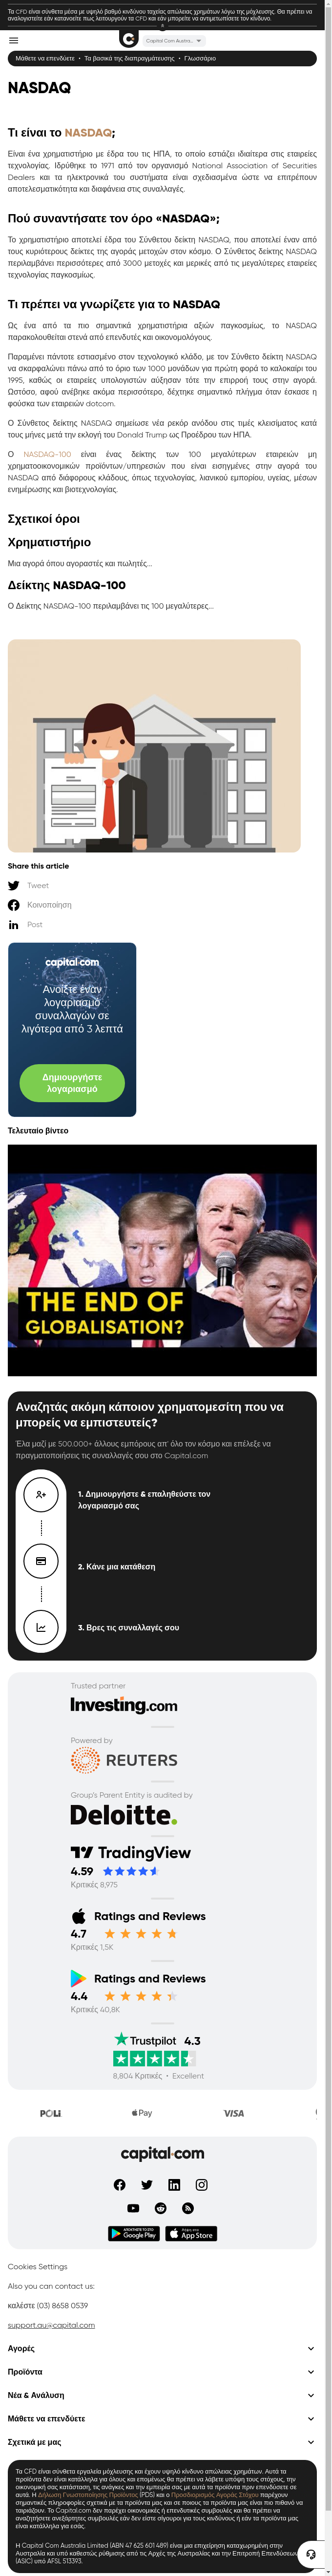 Τα CFD είναι σύνθετα μέσα με υψηλό βαθμό κινδύνου ταχείας απώλειας χρημάτων λόγω της μόχλευσης. Θα πρέπει να
αναλογιστείτε εάν κατανοείτε πως λειτουργούν τα CFD και εάν μπορείτε να αντιμετωπίσετε τον κίνδυνο.
Capital Com Austra...
Μάθετε να επενδύετε • Τα βασικά της διαπραγμάτευσης • Γλωσσάριο
NASDAQ
Τι είναι το NASDAQ;
Είναι ένα χρηματιστήριο με έδρα του τις ΗΠΑ, το οποίο εστιάζει ιδιαίτερα στις εταιρείες
τεχνολογίας. Ιδρύθηκε το 1971 από τον οργανισμό National Association of Securities
Dealers και τα ηλεκτρονικά του συστήματα είναι σχεδιασμένα ώστε να επιτρέπουν
αποτελεσματικότητα και διαφάνεια στις συναλλαγές.
Πού συναντήσατε τον όρο «NASDAQ»;
Το χρηματιστήριο αποτελεί έδρα του Σύνθετου δείκτη NASDAQ, που αποτελεί έναν από
τους κυριότερους δείκτες της αγοράς μετοχών στον κόσμο. Ο Σύνθετος δείκτης NASDAQ
περιλαμβάνει περισσότερες από 3000 μετοχές και μερικές από τις μεγαλύτερες εταιρείες
τεχνολογίας παγκοσμίως.
Τι πρέπει να γνωρίζετε για το NASDAQ
Ως ένα από τα πιο σημαντικά χρηματιστήρια αξιών παγκοσμίως, το NASDAQ
παρακολουθείται στενά από επενδυτές και οικονομολόγους.
Παραμένει πάντοτε εστιασμένο στον τεχνολογικό κλάδο, με τον Σύνθετο δείκτη NASDAQ
να σκαρφαλώνει πάνω από το όριο των 1000 μονάδων για πρώτη φορά το καλοκαίρι του
1995, καθώς οι εταιρείες υπολογιστών αύξησαν τότε την επιρροή τους στην αγορά.
Ωστόσο, αφού ανέβηκε ακόμα περισσότερο, δέχτηκε σημαντικό πλήγμα όταν έσκασε η
φούσκα των εταιρειών dotcom.
Ο Σύνθετος δείκτης NASDAQ σημείωσε νέα ρεκόρ ανόδου στις τιμές κλεισίματος κατά
τους μήνες μετά την εκλογή του Donald Trump ως Προέδρου των ΗΠΑ.
Ο NASDAQ-100 είναι ένας δείκτης των 100 μεγαλύτερων εταιρειών μη
χρηματοοικονομικών προϊόντων/υπηρεσιών που είναι εισηγμένες στην αγορά του
NASDAQ από διάφορους κλάδους, όπως τεχνολογίας, λιανικού εμπορίου, υγείας, μέσων
ενημέρωσης και βιοτεχνολογίας.
Σχετικοί όροι
Χρηματιστήριο
Μια αγορά όπου αγοραστές και πωλητές...
Δείκτης NASDAQ-100
Ο Δείκτης NASDAQ-100 περιλαμβάνει τις 100 μεγαλύτερες...
Share this article
Tweet
Κοινοποίηση
Post
capital.com
Ανοίξτε έναν
λογαριασμό
συναλλαγών σε
λιγότερο από 3 λεπτά
Δημιουργήστε
λογαριασμό
Τελευταίο βίντεο
THE END OF
GLOBALISATION?
Αναζητάς ακόμη κάποιον χρηματομεσίτη που να
μπορείς να εμπιστευτείς?
Έλα μαζί με 500.000+ άλλους εμπόρους απ' όλο τον κόσμο και επέλεξε να
πραγματοποιήσεις τις συναλλαγές σου στο Capital.com
1. Δημιουργήστε & επαληθεύστε τον
λογαριασμό σας
2. Κάνε μια κατάθεση
3. Βρες τις συναλλαγές σου
Trusted partner
Investing.com
Powered by
REUTERS
Group's Parent Entity is audited by
Deloitte.
TradingView
4.59
Κριτικές 8,975
Ratings and Reviews
4.7
Κριτικές 1,5K
Ratings and Reviews
4.4
Κριτικές 40,8K
Trustpilot 4.3
8,804 Κριτικές • Excellent
POLi Pay VISA
capital.com
ΑΠΟΚΤΗΣΤΕ ΤΟ ΣΤΟ
Google Play
App Store
Cookies Settings
Also you can contact us:
καλέστε (03) 8658 0539
support.au@capital.com
Αγορές
Προϊόντα
Νέα & Ανάλυση
Μάθετε να επενδύετε
Σχετικά με μας
Τα CFD είναι σύνθετα εργαλεία μόχλευσης και έχουν υψηλό κίνδυνο απώλειας χρημάτων. Αυτά τα
προϊόντα δεν είναι κατάλληλα για όλους και επομένως θα πρέπει να λάβετε υπόψη τους στόχους, την
οικονομική σας κατάσταση, τις ανάγκες και την εμπειρία σας με αυτά τα προϊόντα πριν επενδύσετε σε
αυτά. Η Δήλωση Γνωστοποίησης Προϊόντος (PDS) και ο Προσδιορισμός Αγοράς Στόχου παρέχουν
σημαντικές πληροφορίες σχετικά με τα προϊόντα μας και σε ποιους τα προϊόντα μας είναι πιο πιθανό να
ταιριάζουν. Το Capital.com δεν παρέχει οικονομικές ή επενδυτικές συμβουλές και θα πρέπει να
αναζητήσετε ανεξάρτητες συμβουλές εάν δεν είστε σίγουροι για τους κινδύνους ή εάν τα προϊόντα μας
είναι κατάλληλα για εσάς.
Η Capital Com Australia Limited (ABN 47 625 601 489) είναι μια επιχείρηση καταχωρημένη στην
Αυστραλία και υπό καθεστώς ρύθμισης από τις Αρχές της Αυστραλίας και την Επιτροπή Επενδύσεων
(ASIC) υπό AFSL 513393.